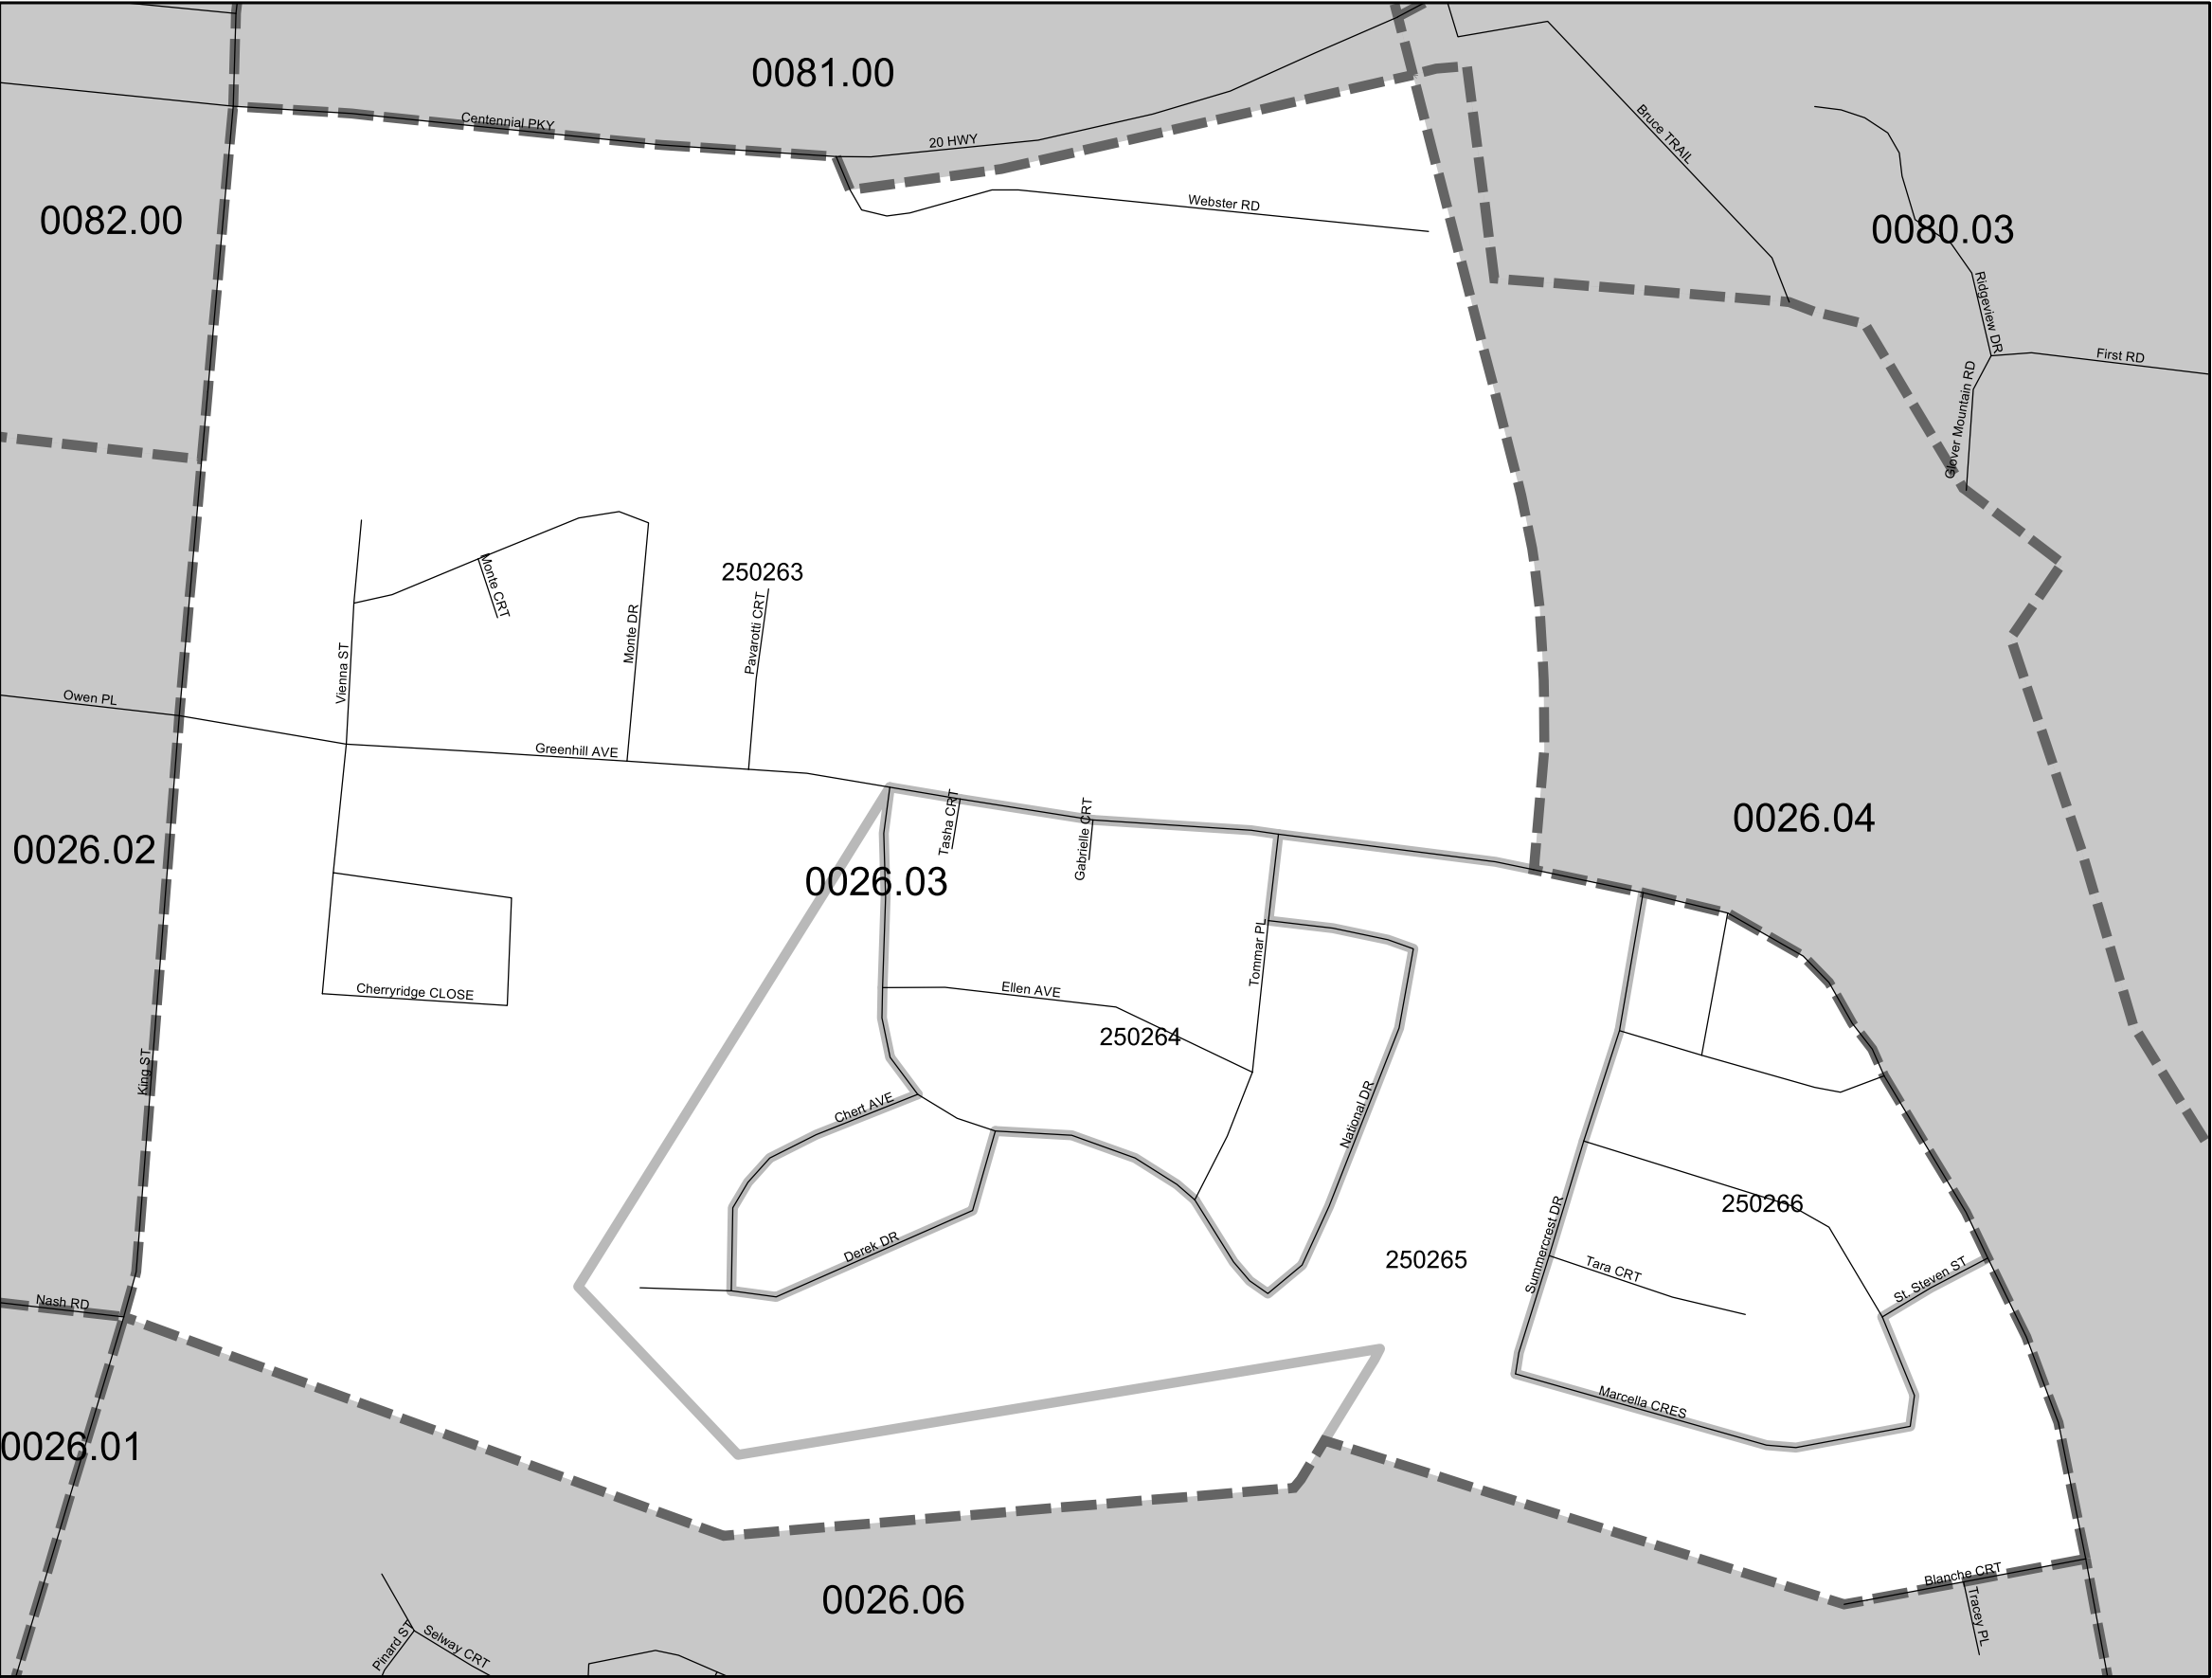 0081.00
Centennial PKY
20 HWY
Bruce TRAIL
Webster RD
0082.00
0080.03
Ridgeview DR
First RD
Glover Mountain RD
Monte CRT
250263
Pavarotti CRT
Monte DR
Vienna ST
Owen PL
Greenhill AVE
0026.04
Tasha CRT
Gabrielle CRT
0026.02
0026.03
Tommar PL
Cherryridge CLOSE
Ellen AVE
250264
King ST
Chert AVE
National DR
250266
Derek DR
250265
Summercrest DR
Tara CRT
St. Steven ST
Nash RD
Marcella CRES
0026.01
0026.06
Blanche CRT
Tracey PL
Pinard ST
Selway CRT